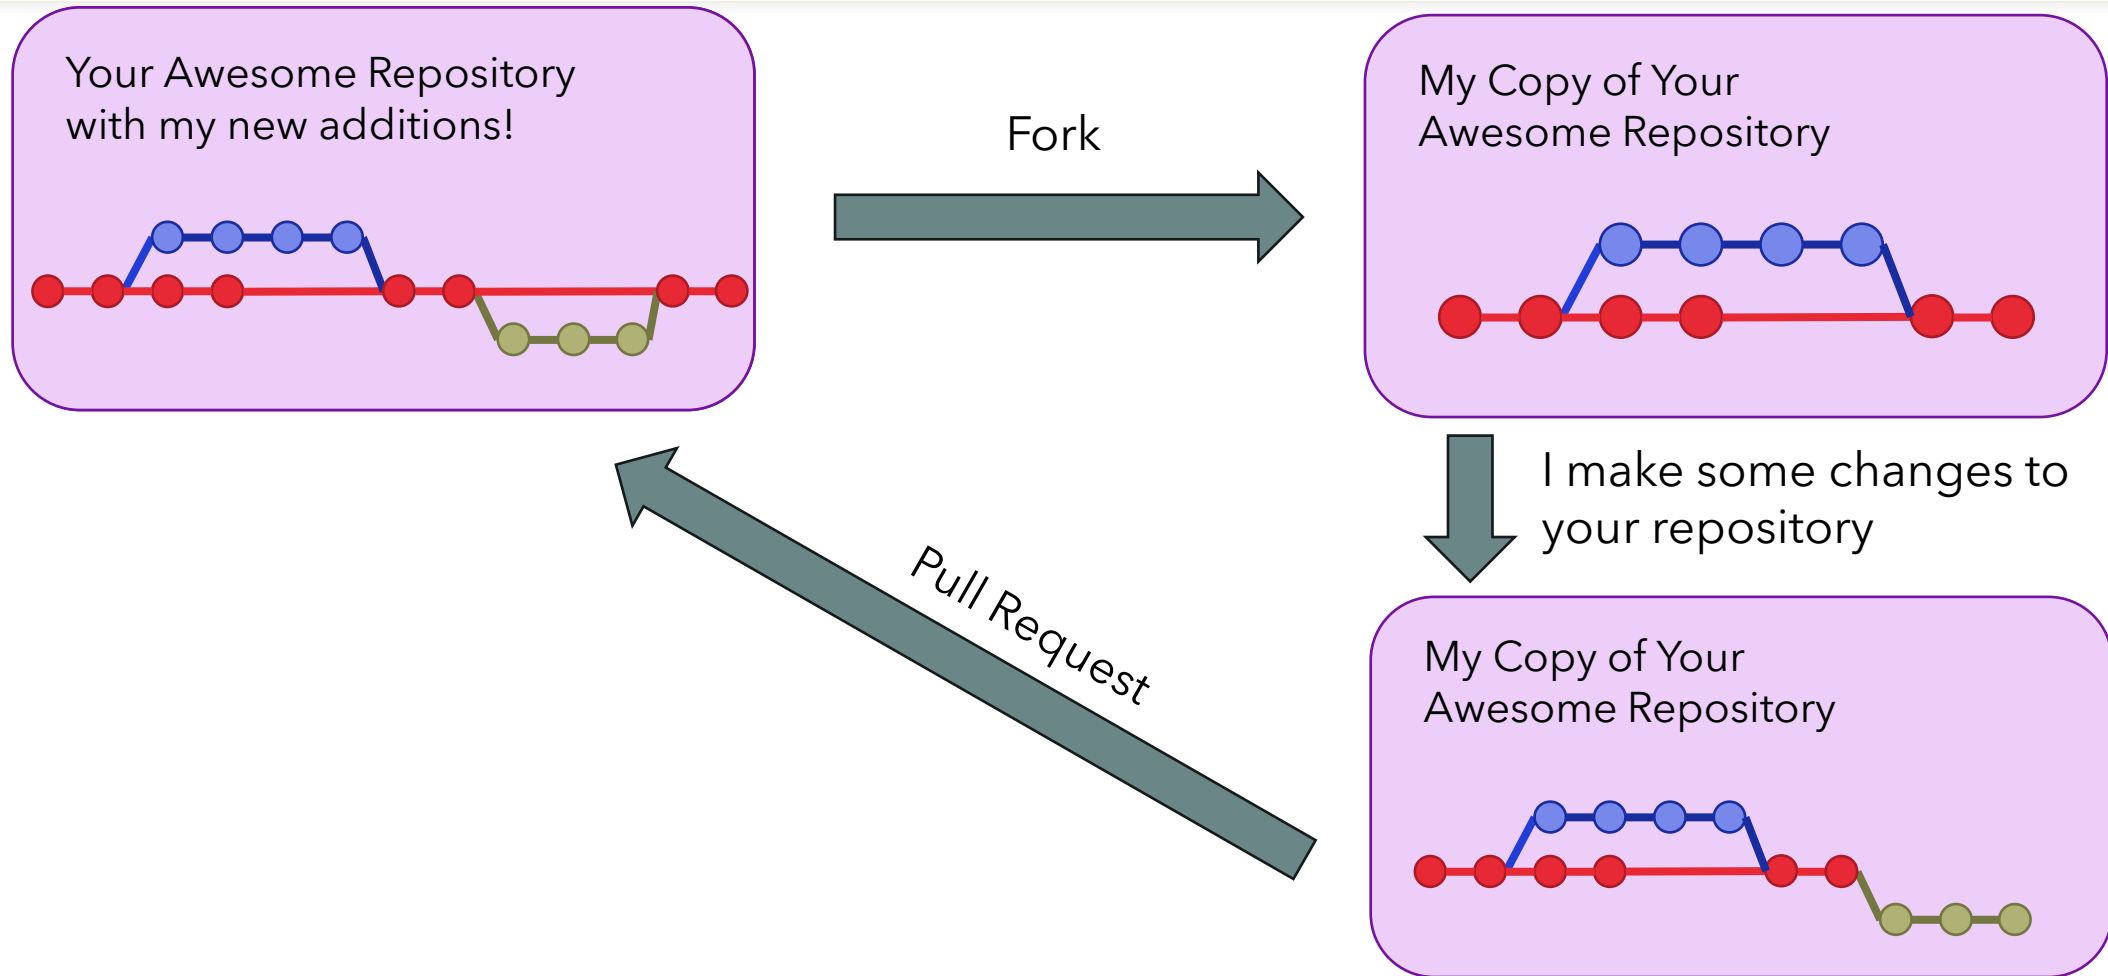 Your Awesome Repository
with my new additions!
Fork
My Copy of Your
Awesome Repository
I make some changes to
your repository
Pull Request
My Copy of Your
Awesome Repository